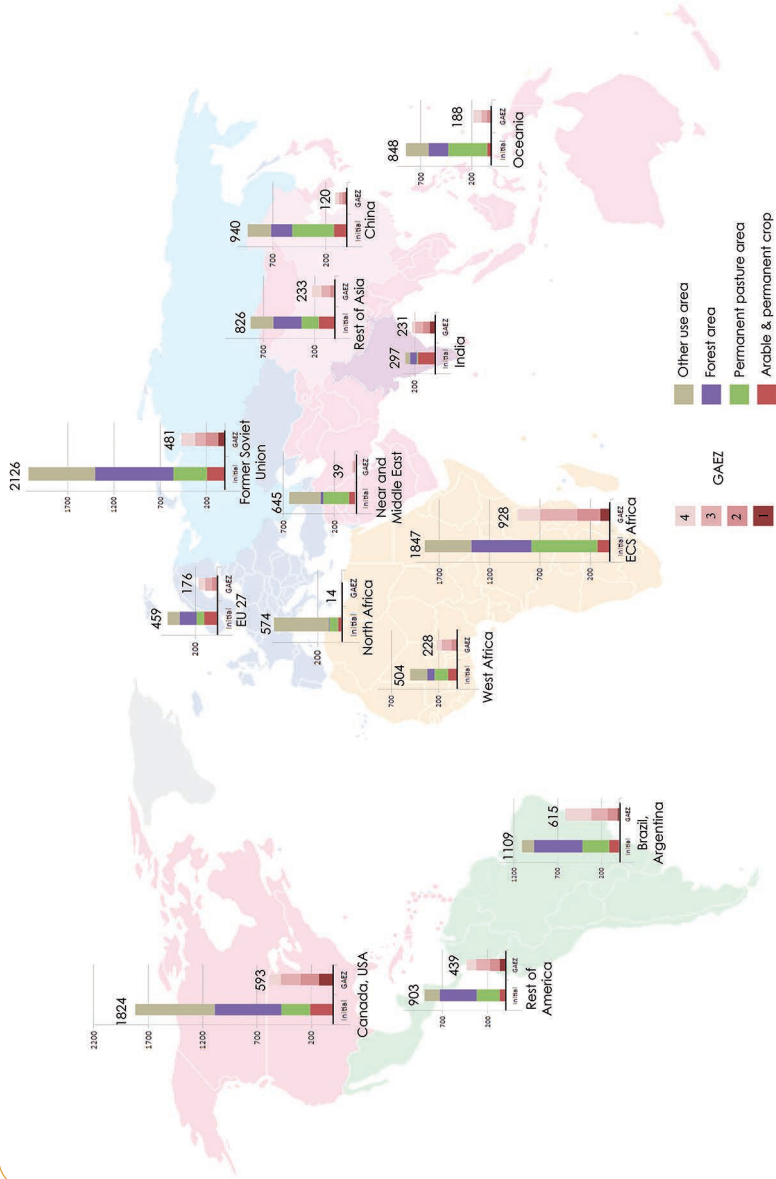 2200
1700
1200
700
200
1824
593
Initial
GAEZ
Canada, USA
903
700
200
439
Initial
GAEZ
Rest of
America
1109
1200
700
200
615
Initial
GAEZ
Brazil,
Argentina
459
200
176
Initial
GAEZ
EU 27
574
200
14
Initial
GAEZ
North Africa
504
700
200
228
Initial
GAEZ
West Africa
2126
1700
1200
700
200
481
Initial
GAEZ
Former Soviet
Union
645
700
200
39
Initial
GAEZ
Near and
Middle East
1847
1700
1200
700
200
928
Initial
GAEZ
ECS Africa
826
700
200
233
Initial
GAEZ
Rest of Asia
297
200
231
Initial
GAEZ
India
940
700
200
120
Initial
GAEZ
China
848
700
200
188
Initial
GAEZ
Oceania
GAEZ
4
3
2
1
Other use area
Forest area
Permanent pasture area
Arable & permanent crop